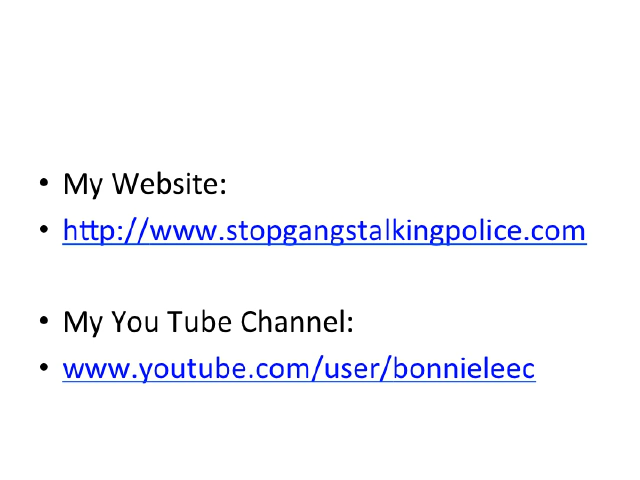 • My Website:
• http://www.stopgangstalkingpolice.com
• My You Tube Channel:
• www.youtube.com/user/bonnieleec